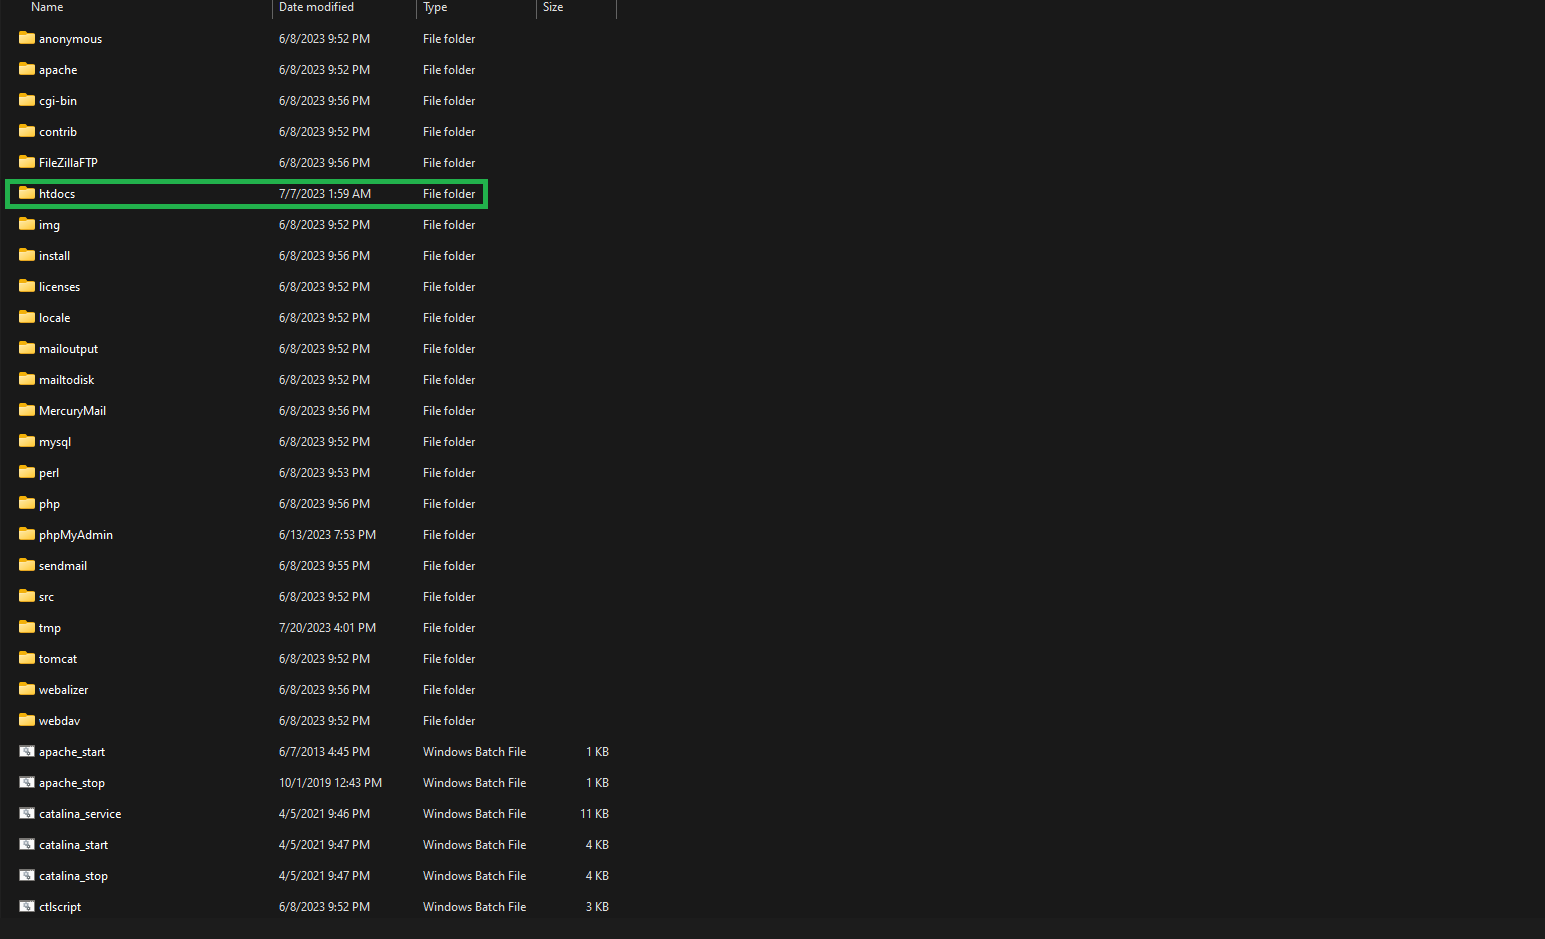 Name Date modified Type Size
anonymous 6/8/2023 9:52 PM File folder
apache 6/8/2023 9:52 PM File folder
cgi-bin 6/8/2023 9:56 PM File folder
contrib 6/8/2023 9:52 PM File folder
FileZillaFTP 6/8/2023 9:56 PM File folder
htdocs 7/7/2023 1:59 AM File folder
img 6/8/2023 9:52 PM File folder
install 6/8/2023 9:56 PM File folder
licenses 6/8/2023 9:52 PM File folder
locale 6/8/2023 9:52 PM File folder
mailoutput 6/8/2023 9:52 PM File folder
mailtodisk 6/8/2023 9:52 PM File folder
MercuryMail 6/8/2023 9:56 PM File folder
mysql 6/8/2023 9:52 PM File folder
perl 6/8/2023 9:53 PM File folder
php 6/8/2023 9:56 PM File folder
phpMyAdmin 6/13/2023 7:53 PM File folder
sendmail 6/8/2023 9:55 PM File folder
src 6/8/2023 9:52 PM File folder
tmp 7/20/2023 4:01 PM File folder
tomcat 6/8/2023 9:52 PM File folder
webalizer 6/8/2023 9:56 PM File folder
webdav 6/8/2023 9:52 PM File folder
apache_start 6/7/2013 4:45 PM Windows Batch File 1 KB
apache_stop 10/1/2019 12:43 PM Windows Batch File 1 KB
catalina_service 4/5/2021 9:46 PM Windows Batch File 11 KB
catalina_start 4/5/2021 9:47 PM Windows Batch File 4 KB
catalina_stop 4/5/2021 9:47 PM Windows Batch File 4 KB
ctlscript 6/8/2023 9:52 PM Windows Batch File 3 KB